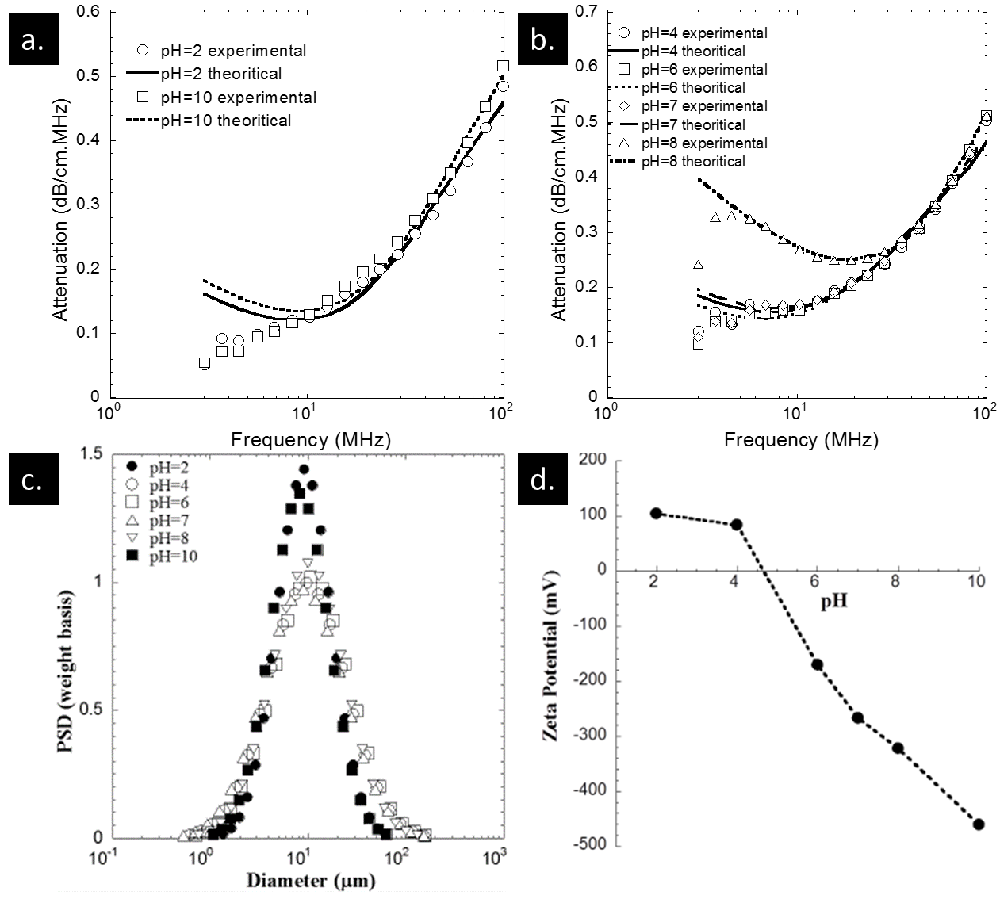 a.
0.6
0.5
0.4
0.3
0.2
0.1
0
Attenuation (dB/cm.MHz)
pH=2 experimental
pH=2 theoritical
pH=10 experimental
pH=10 theoritical
10^0
10^1
10^2
Frequency (MHz)
b.
0.7
0.6
0.5
0.4
0.3
0.2
0.1
0
Attenuation (dB/cm.MHz)
pH=4 experimental
pH=4 theoritical
pH=6 experimental
pH=6 theoritical
pH=7 experimental
pH=7 theoritical
pH=8 experimental
pH=8 theoritical
10^0
10^1
10^2
Frequency (MHz)
c.
1.5
1
0.5
0
PSD (weight basis)
pH=2
pH=4
pH=6
pH=7
pH=8
pH=10
10^-1
10^0
10^1
10^2
10^3
Diameter (μm)
d.
200
100
0
-100
-200
-300
-400
-500
Zeta Potential (mV)
2
4
6
8
10
pH